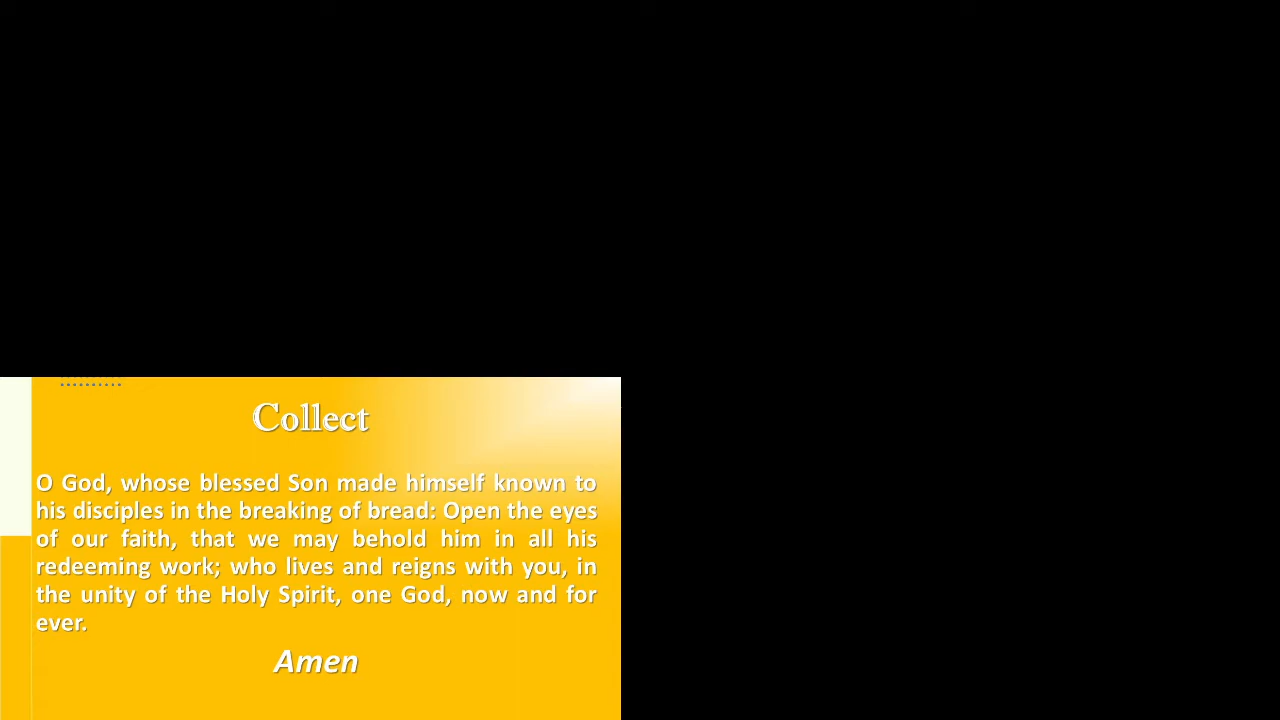 Collect
O God, whose blessed Son made himself known to
his disciples in the breaking of bread: Open the eyes
of our faith, that we may behold him in all his
redeeming work; who lives and reigns with you, in
the unity of the Holy Spirit, one God, now and for
ever.
Amen